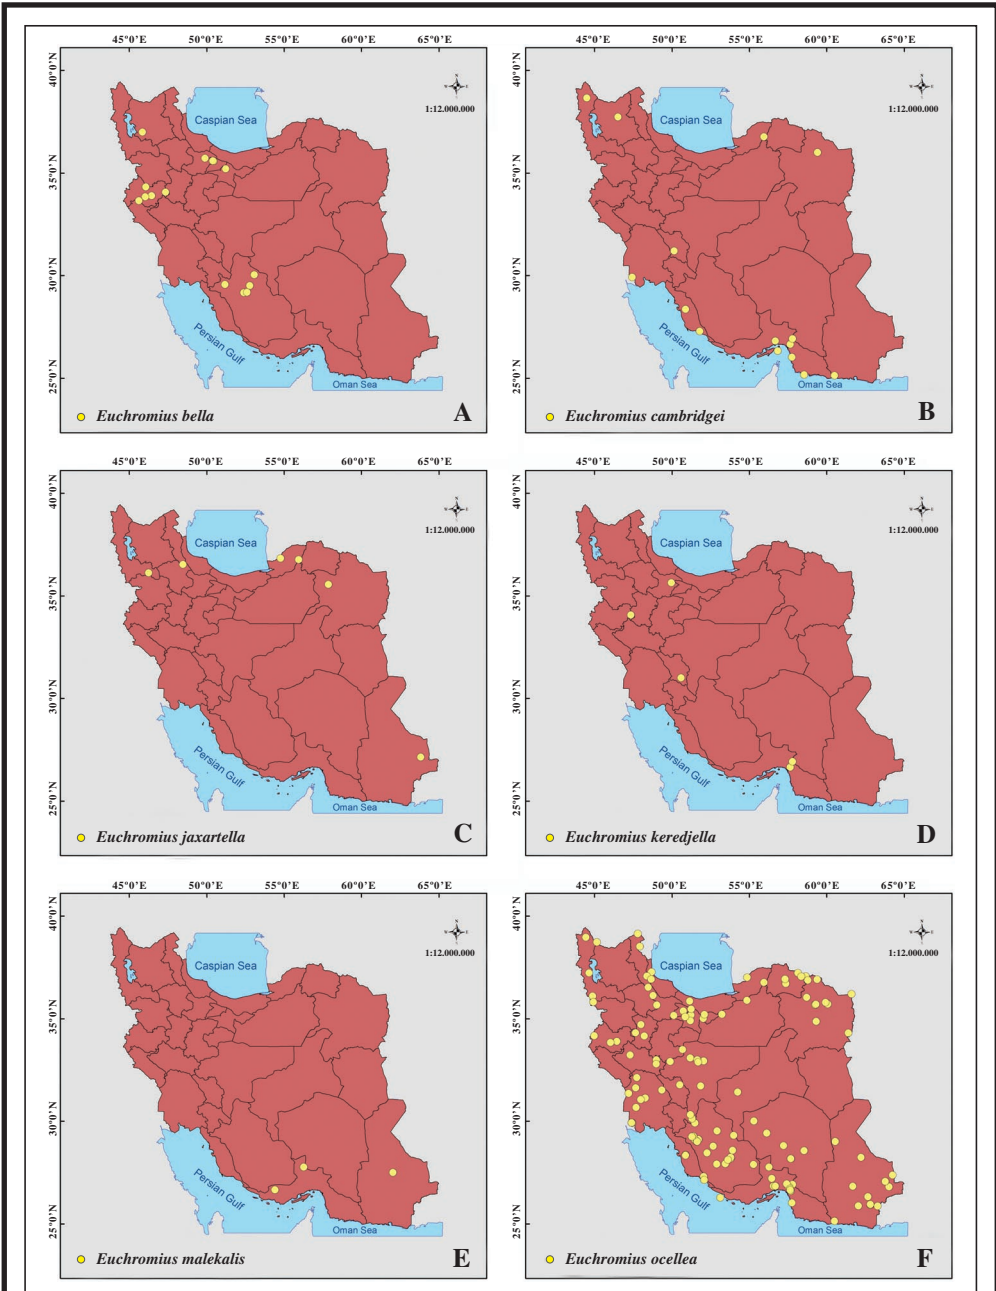 45°0'E 50°0'E 55°0'E 60°0'E 65°0'E
40°0'N
35°0'N
30°0'N
25°0'N
N
W E
S
1:12.000.000
Caspian Sea
Persian Gulf
Oman Sea
Euchromius bella
A
45°0'E 50°0'E 55°0'E 60°0'E 65°0'E
40°0'N
35°0'N
30°0'N
25°0'N
N
W E
S
1:12.000.000
Caspian Sea
Persian Gulf
Oman Sea
Euchromius cambridgei
B
45°0'E 50°0'E 55°0'E 60°0'E 65°0'E
40°0'N
35°0'N
30°0'N
25°0'N
N
W E
S
1:12.000.000
Caspian Sea
Persian Gulf
Oman Sea
Euchromius jaxartella
C
45°0'E 50°0'E 55°0'E 60°0'E 65°0'E
40°0'N
35°0'N
30°0'N
25°0'N
N
W E
S
1:12.000.000
Caspian Sea
Persian Gulf
Oman Sea
Euchromius keredjella
D
45°0'E 50°0'E 55°0'E 60°0'E 65°0'E
40°0'N
35°0'N
30°0'N
25°0'N
N
W E
S
1:12.000.000
Caspian Sea
Persian Gulf
Oman Sea
Euchromius malekalis
E
45°0'E 50°0'E 55°0'E 60°0'E 65°0'E
40°0'N
35°0'N
30°0'N
25°0'N
N
W E
S
1:12.000.000
Caspian Sea
Persian Gulf
Oman Sea
Euchromius ocellea
F